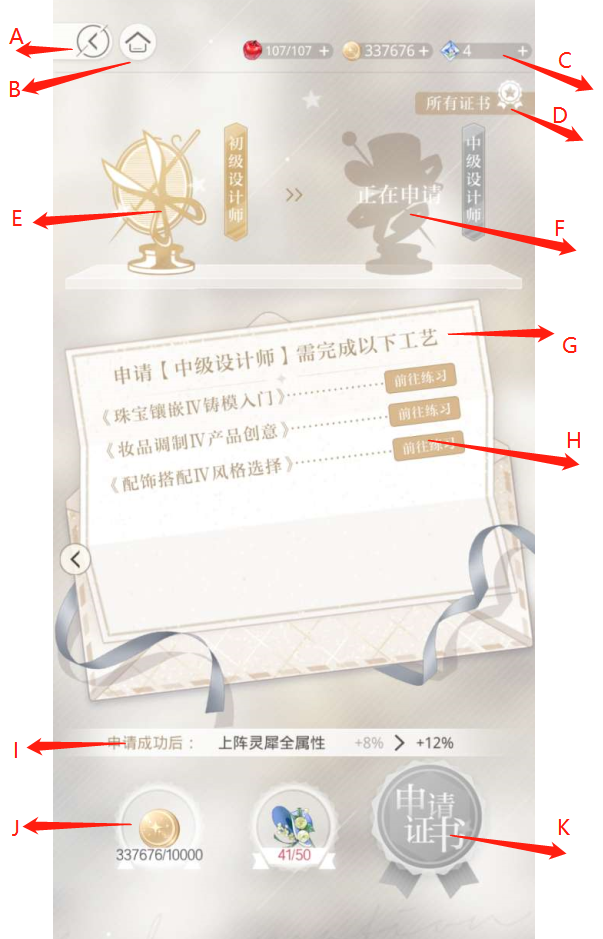 A
B
C
D
E
F
G
H
I
J
K
107/107 +
337676 +
4 +
所有证书
初级设计师
正在申请
中级设计师
申请【中级设计师】需完成以下工艺
《珠宝镶嵌Ⅳ铸模入门》 前往练习
《妆品调制Ⅳ产品创意》 前往练习
《配饰搭配Ⅳ风格选择》 前往练习
申请成功后： 上阵灵犀全属性 +8% +12%
337676/10000
41/50
申请证书